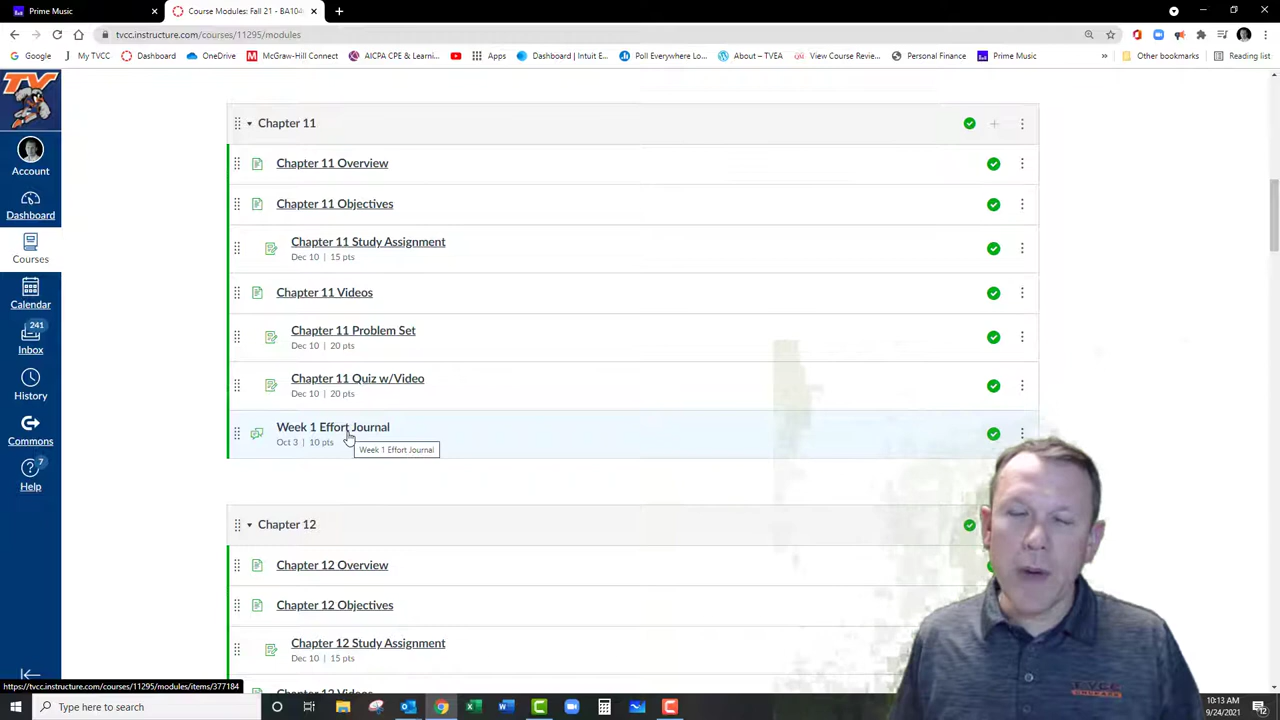 Prime Music
Course Modules: Fall 21 - BA104
tvcc.instructure.com/courses/11295/modules
Google
My TVCC
Dashboard
OneDrive
McGraw-Hill Connect
AICPA CPE & Learni...
Apps
Dashboard | Intuit E...
Poll Everywhere Lo...
About – TVEA
View Course Revie...
Personal Finance
Prime Music
Other bookmarks
Reading list
TV
Account
Dashboard
Courses
Calendar
241
Inbox
History
Commons
7
Help
Chapter 11
Chapter 11 Overview
Chapter 11 Objectives
Chapter 11 Study Assignment
Dec 10 | 15 pts
Chapter 11 Videos
Chapter 11 Problem Set
Dec 10 | 20 pts
Chapter 11 Quiz w/Video
Dec 10 | 20 pts
Week 1 Effort Journal
Oct 3 | 10 pts
Week 1 Effort Journal
Chapter 12
Chapter 12 Overview
Chapter 12 Objectives
Chapter 12 Study Assignment
Dec 10 | 15 pts
Chapter 12 Videos
https://tvcc.instructure.com/courses/11295/modules/items/377184
TVCC
Type here to search
10:13 AM
9/24/2021
12